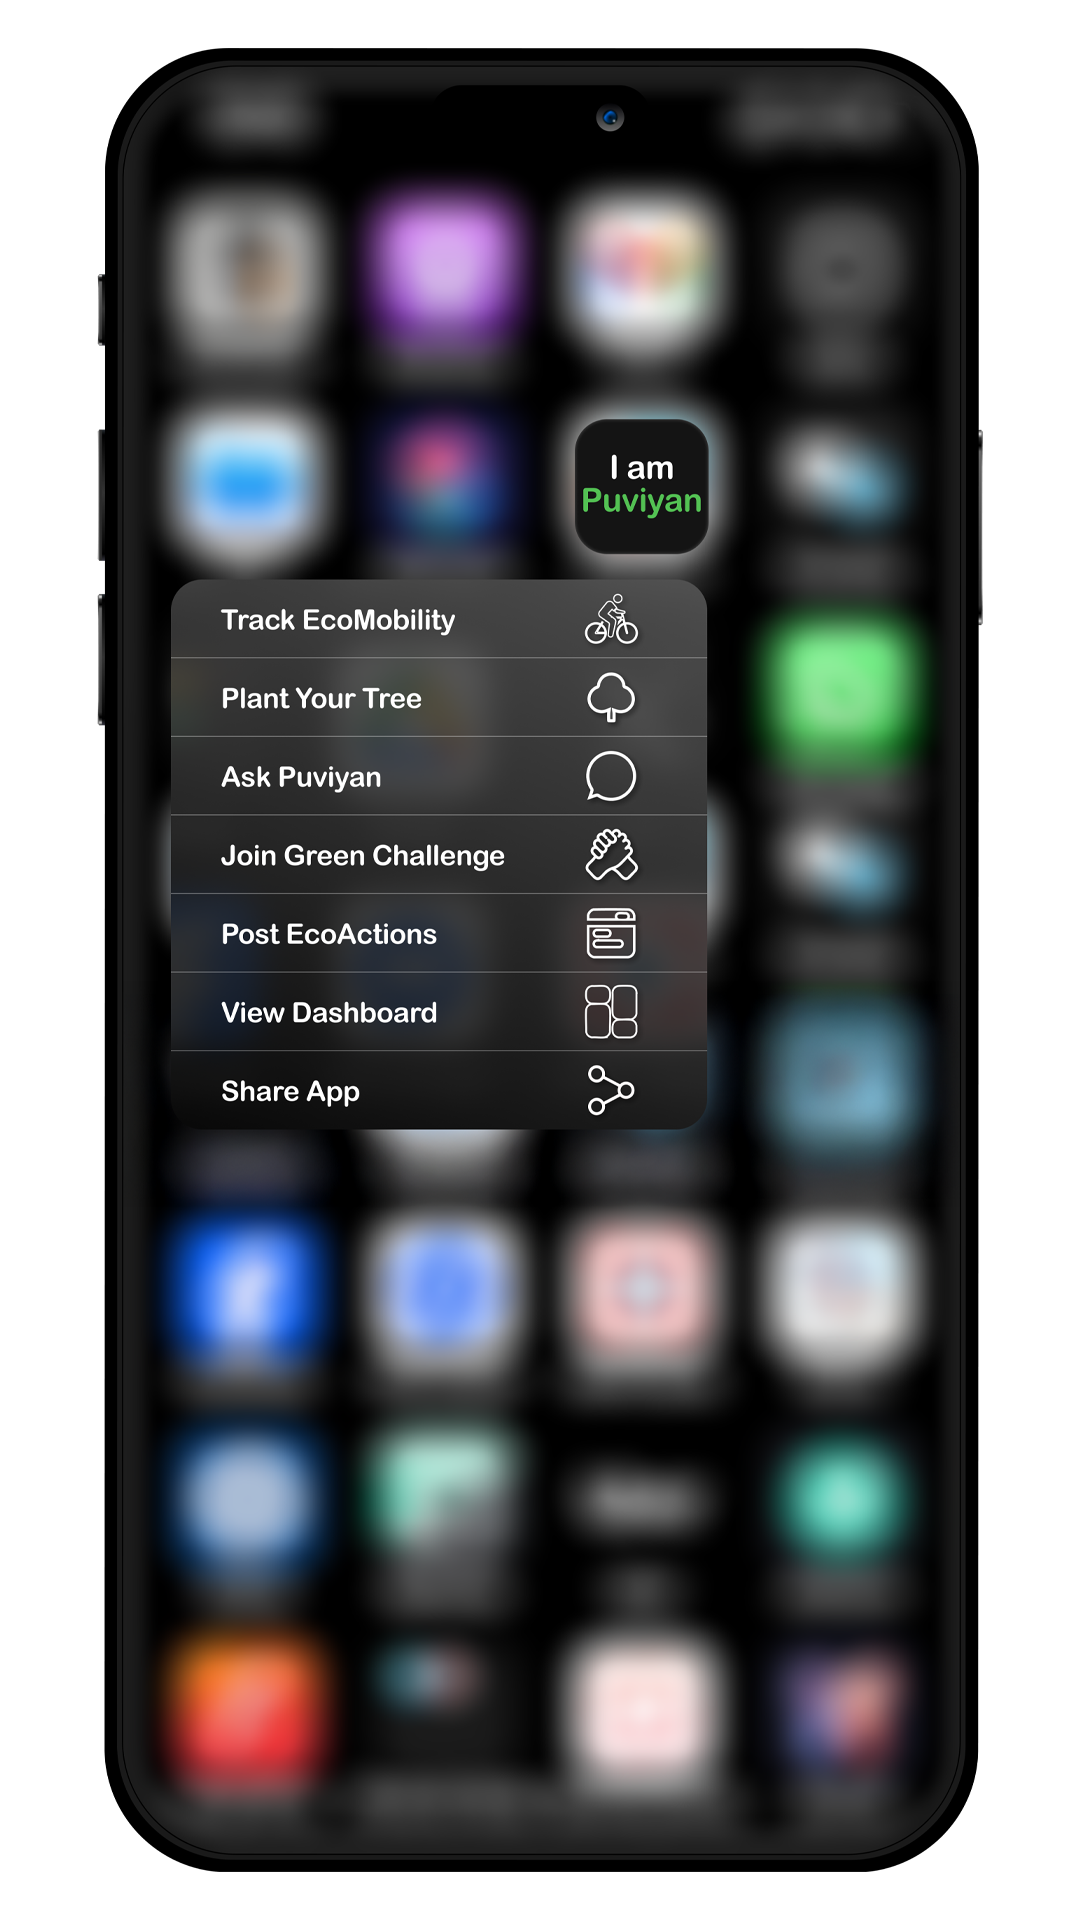 I am
Puviyan
Track EcoMobility
Plant Your Tree
Ask Puviyan
Join Green Challenge
Post EcoActions
View Dashboard
Share App